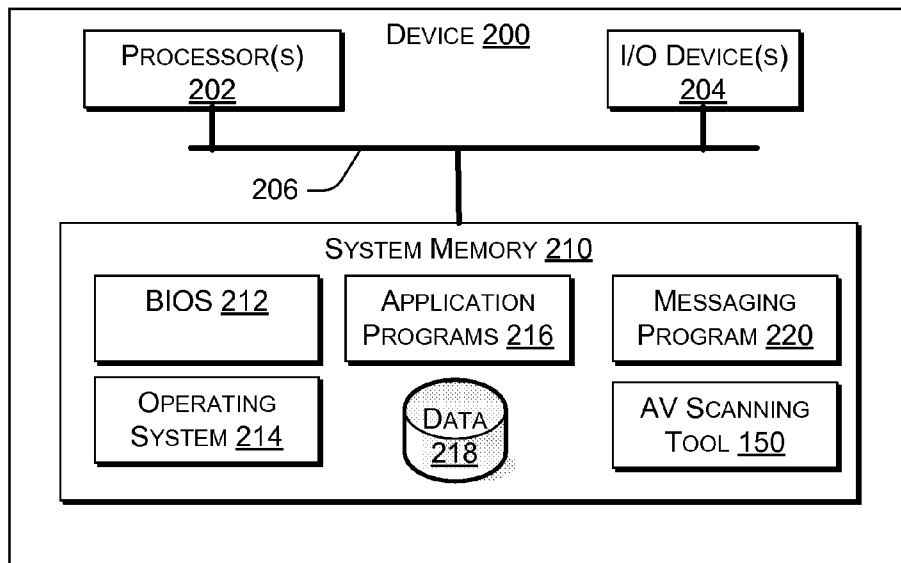 DEVICE 200
PROCESSOR(S)
202
I/O DEVICE(S)
204
206
SYSTEM MEMORY 210
BIOS 212
APPLICATION
PROGRAMS 216
MESSAGING
PROGRAM 220
OPERATING
SYSTEM 214
DATA
218
AV SCANNING
TOOL 150